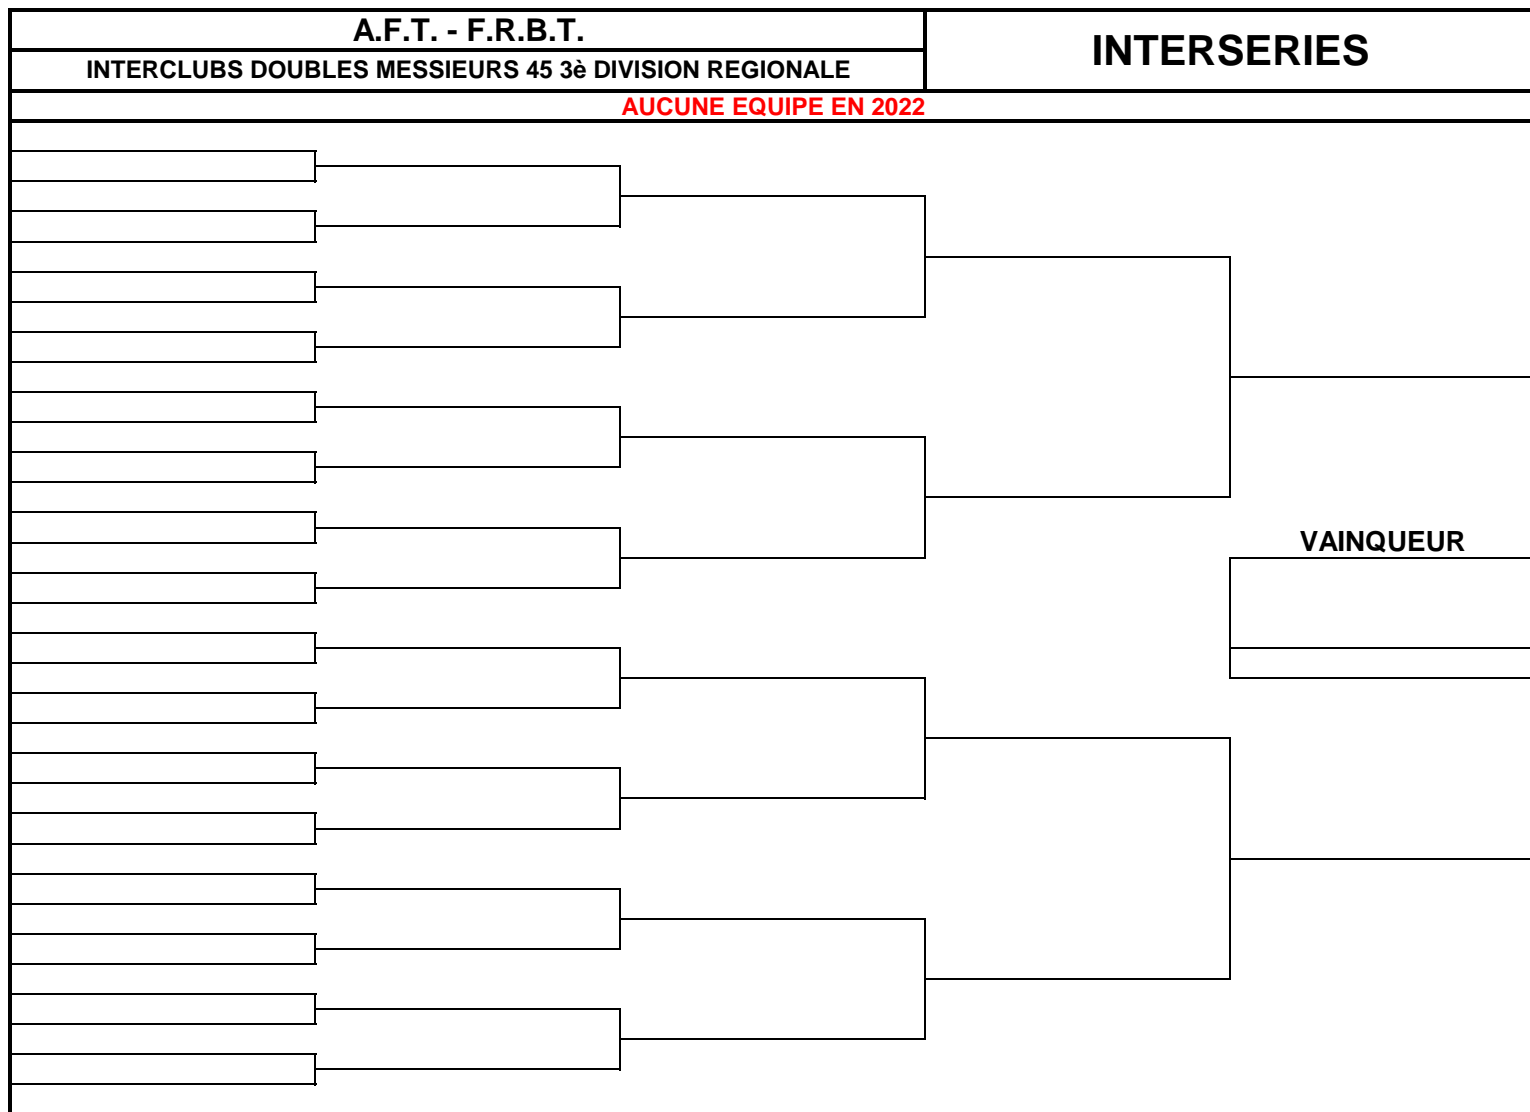 A.F.T. - F.R.B.T.
INTERSERIES
INTERCLUBS DOUBLES MESSIEURS 45 3è DIVISION REGIONALE
AUCUNE EQUIPE EN 2022
VAINQUEUR